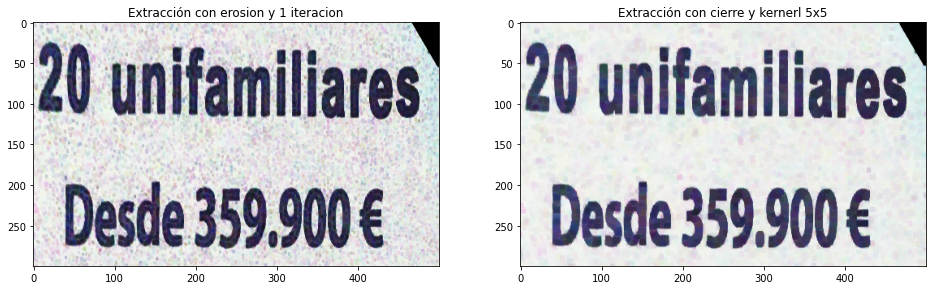 Extracción con erosion y 1 iteracion
0
50
100
150
200
250
0 100 200 300 400
20 unifamiliares
Desde 359.900 €
Extracción con cierre y kernerl 5x5
0
50
100
150
200
250
0 100 200 300 400
20 unifamiliares
Desde 359.900 €